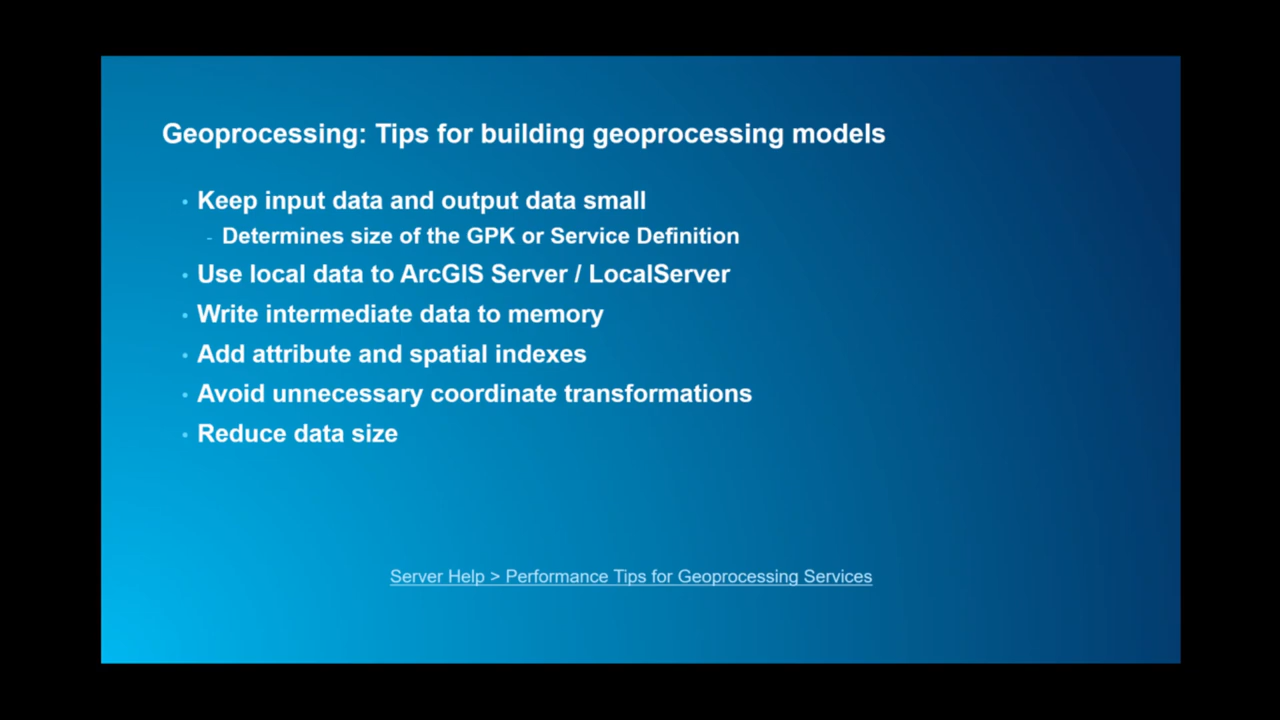 Geoprocessing: Tips for building geoprocessing models
• Keep input data and output data small
- Determines size of the GPK or Service Definition
• Use local data to ArcGIS Server / LocalServer
• Write intermediate data to memory
• Add attribute and spatial indexes
• Avoid unnecessary coordinate transformations
• Reduce data size
Server Help > Performance Tips for Geoprocessing Services